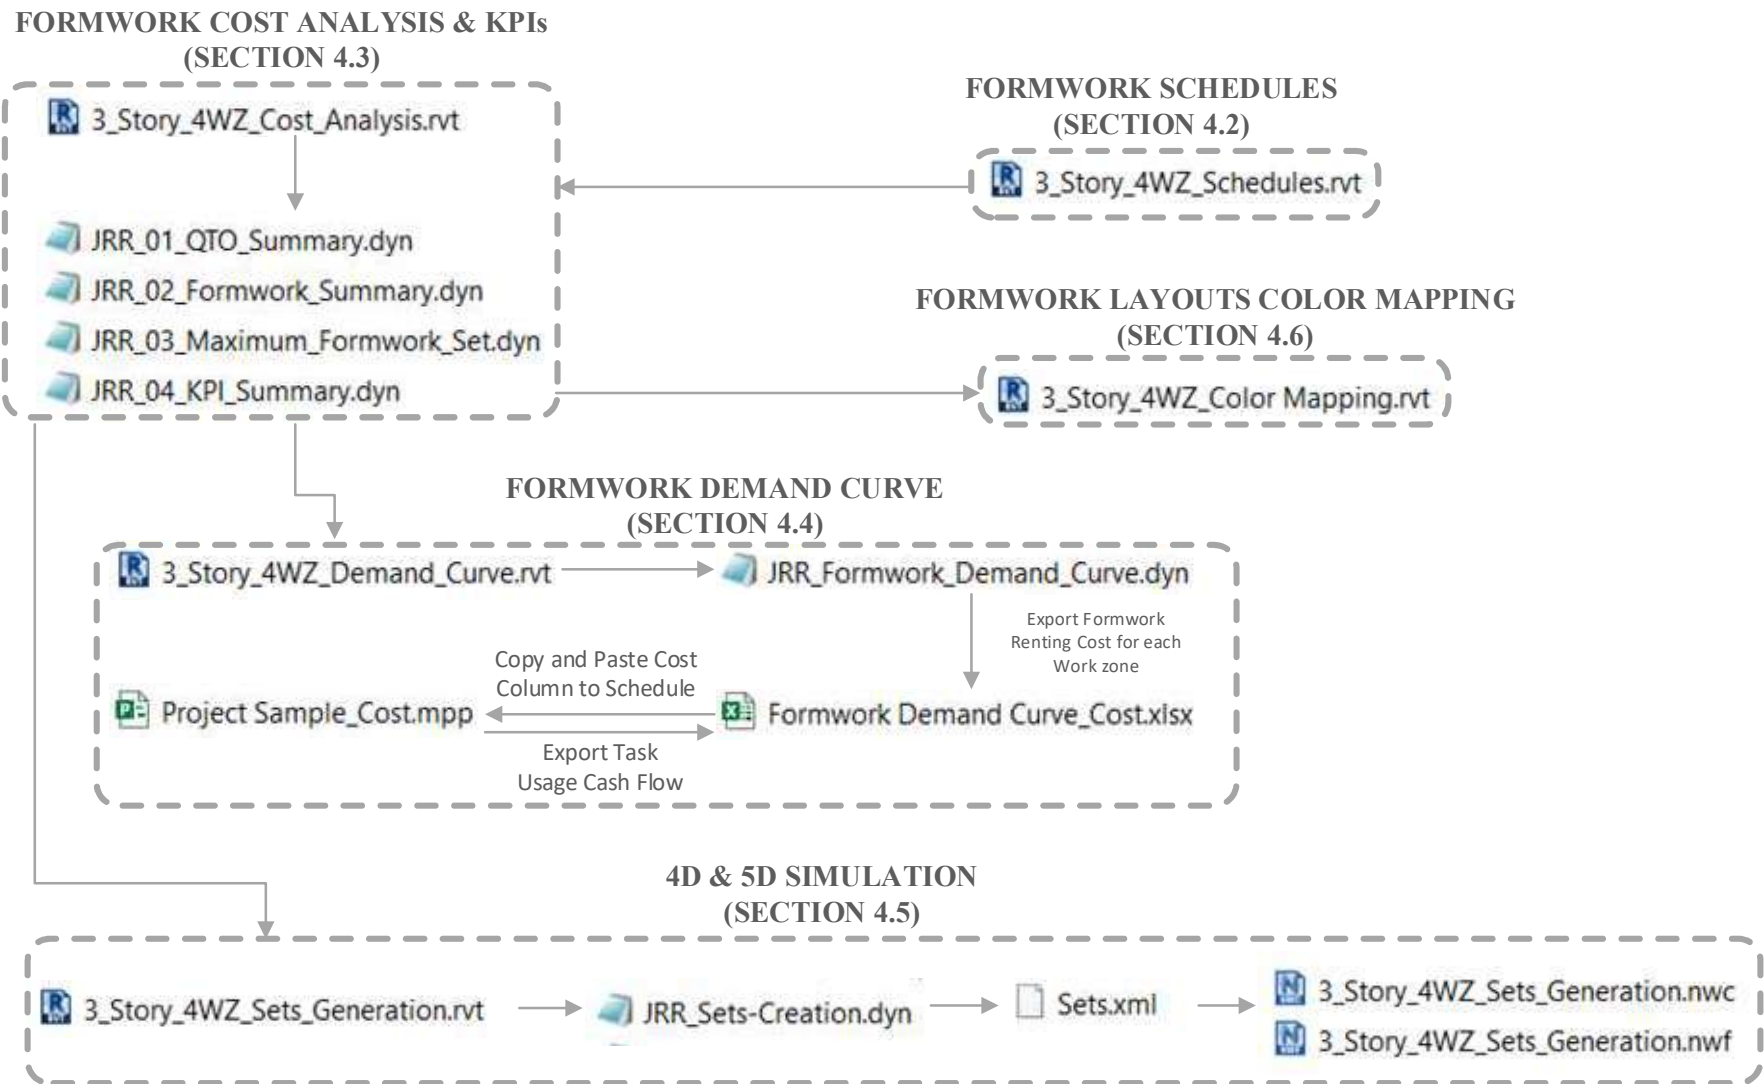 FORMWORK COST ANALYSIS & KPIs
(SECTION 4.3)
3_Story_4WZ_Cost_Analysis.rvt
JRR_01_QTO_Summary.dyn
JRR_02_Formwork_Summary.dyn
JRR_03_Maximum_Formwork_Set.dyn
JRR_04_KPI_Summary.dyn
FORMWORK SCHEDULES
(SECTION 4.2)
3_Story_4WZ_Schedules.rvt
FORMWORK LAYOUTS COLOR MAPPING
(SECTION 4.6)
3_Story_4WZ_Color Mapping.rvt
FORMWORK DEMAND CURVE
(SECTION 4.4)
3_Story_4WZ_Demand_Curve.rvt
JRR_Formwork_Demand_Curve.dyn
Export Formwork
Renting Cost for each
Work zone
Copy and Paste Cost
Column to Schedule
Project Sample_Cost.mpp
Formwork Demand Curve_Cost.xlsx
Export Task
Usage Cash Flow
4D & 5D SIMULATION
(SECTION 4.5)
3_Story_4WZ_Sets_Generation.rvt
JRR_Sets-Creation.dyn
Sets.xml
3_Story_4WZ_Sets_Generation.nwc
3_Story_4WZ_Sets_Generation.nwf